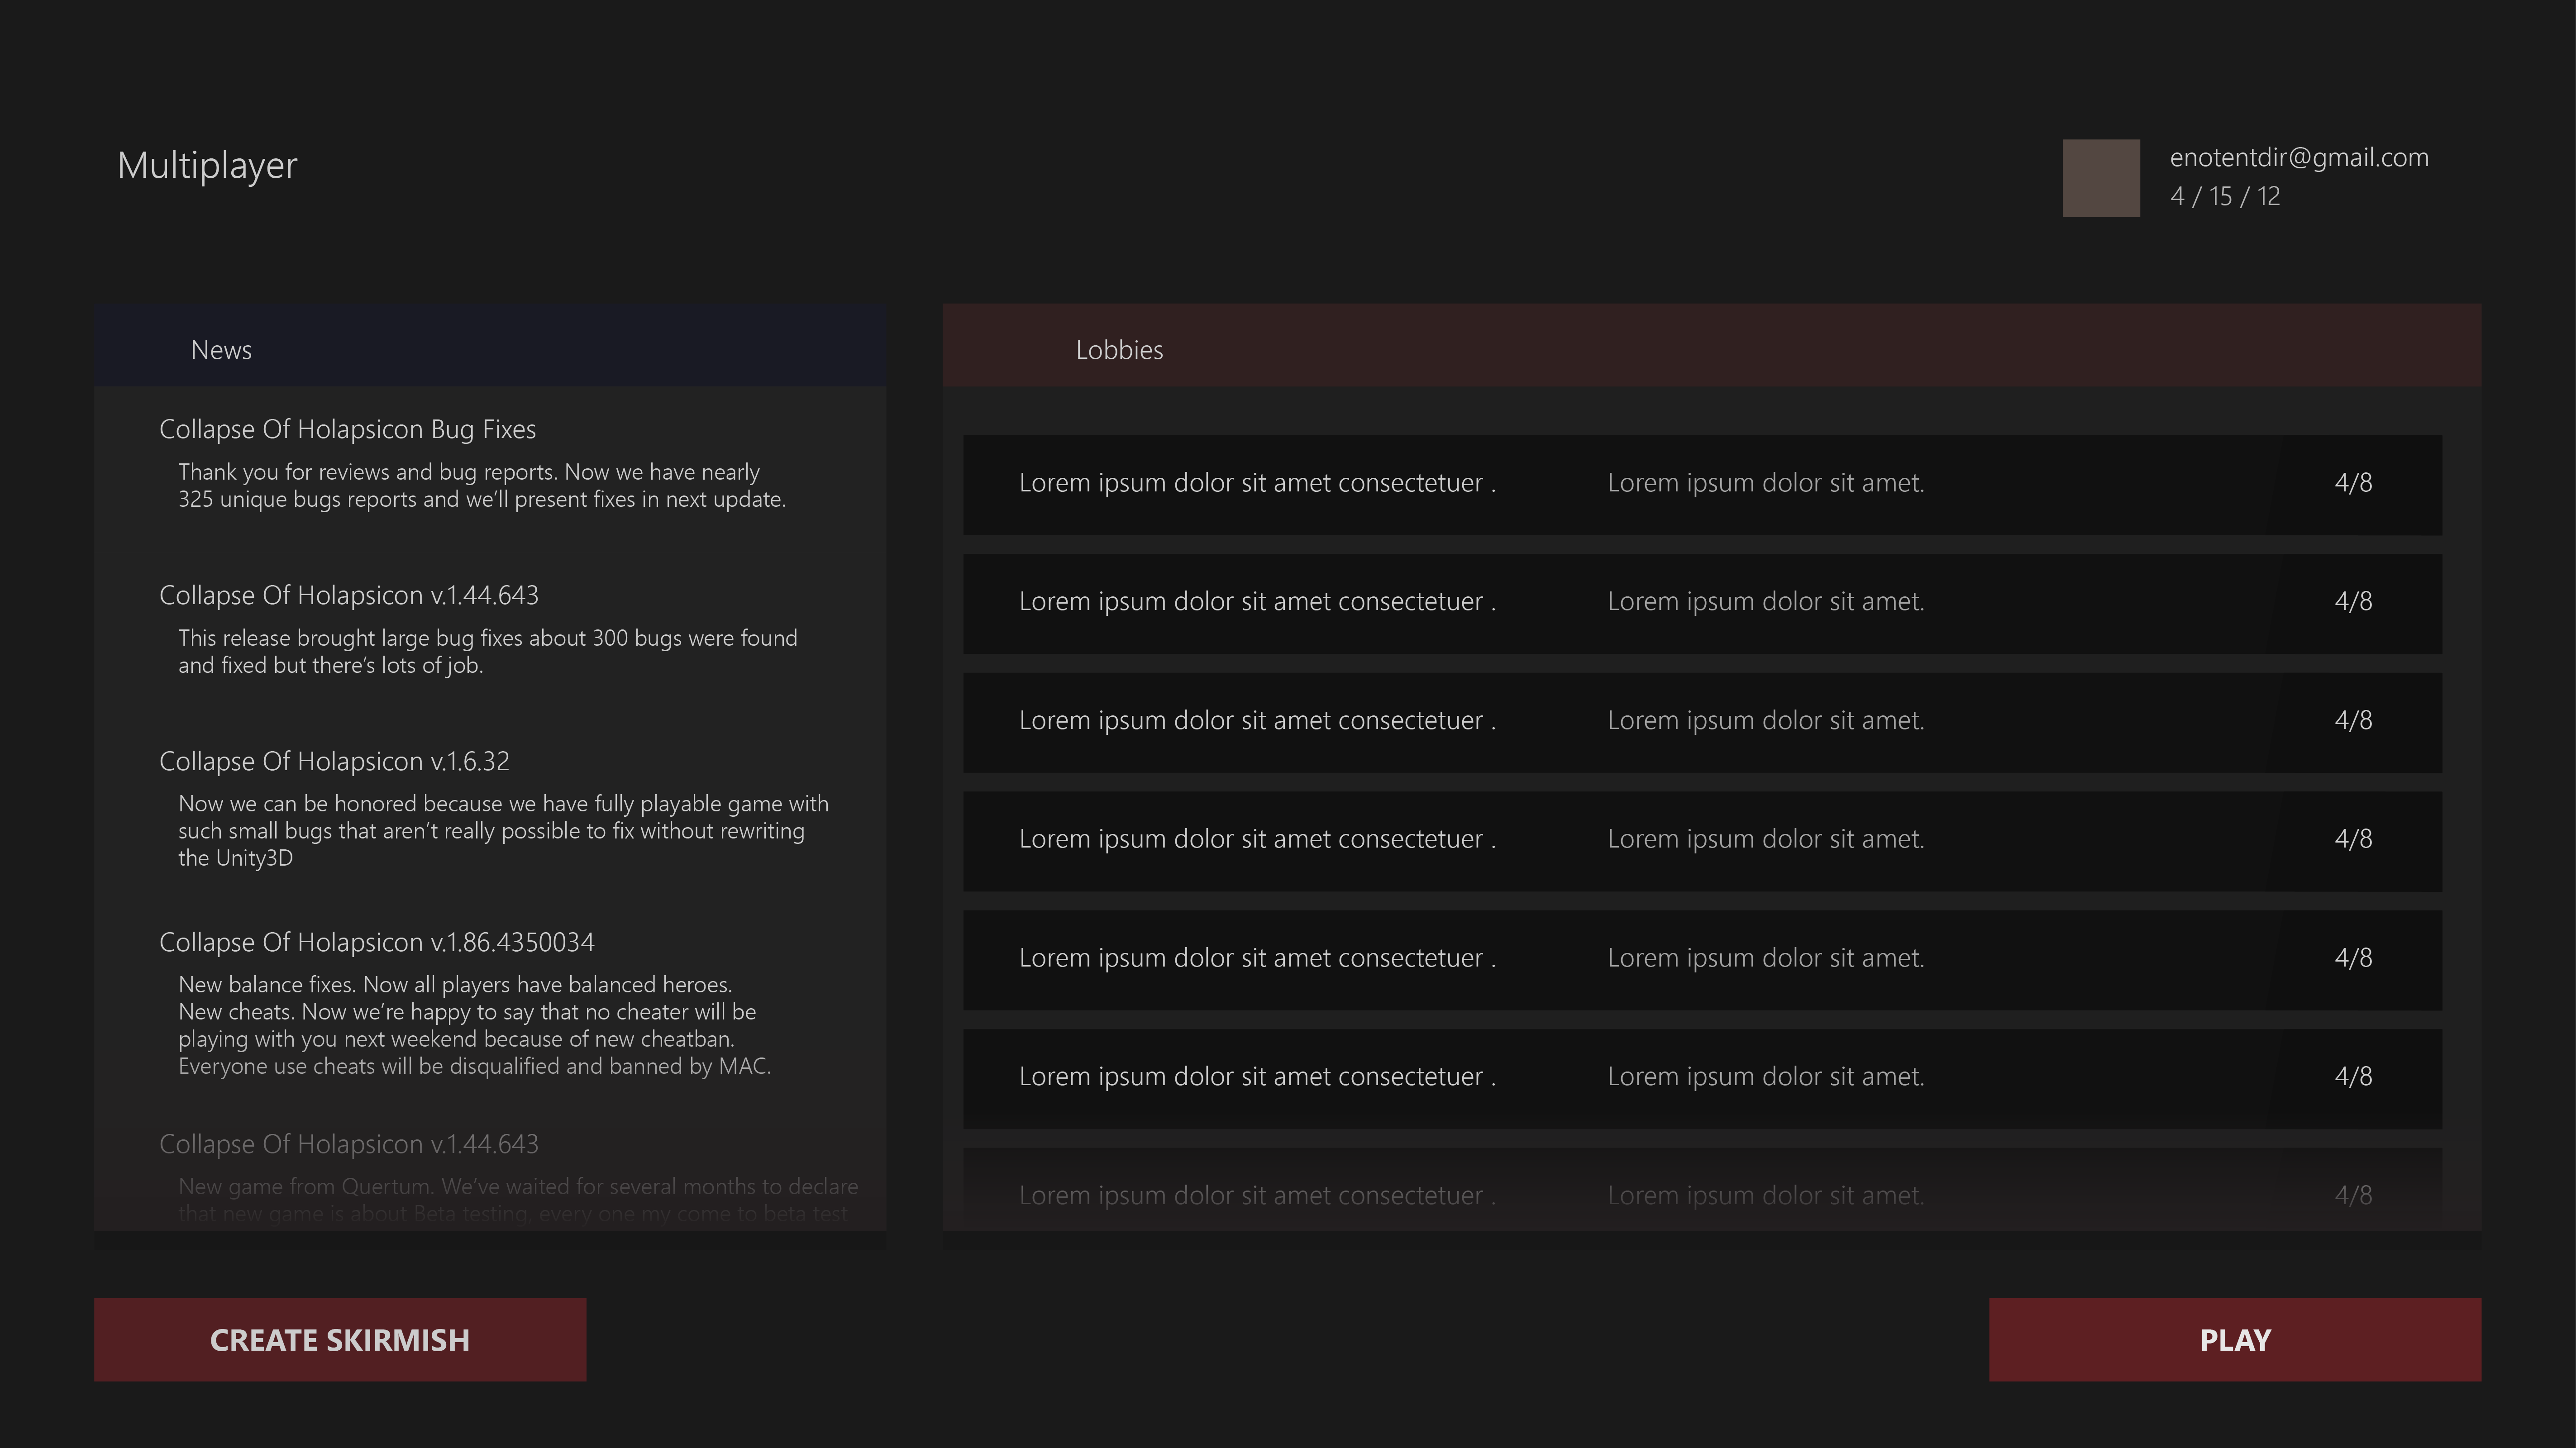 Multiplayer
enotentdir@gmail.com
4 / 15 / 12
News
Collapse Of Holapsicon Bug Fixes
Thank you for reviews and bug reports. Now we have nearly
325 unique bugs reports and we’ll present fixes in next update.
Collapse Of Holapsicon v.1.44.643
This release brought large bug fixes about 300 bugs were found
and fixed but there’s lots of job.
Collapse Of Holapsicon v.1.6.32
Now we can be honored because we have fully playable game with
such small bugs that aren’t really possible to fix without rewriting
the Unity3D
Collapse Of Holapsicon v.1.86.4350034
New balance fixes. Now all players have balanced heroes.
New cheats. Now we’re happy to say that no cheater will be
playing with you next weekend because of new cheatban.
Everyone use cheats will be disqualified and banned by MAC.
Collapse Of Holapsicon v.1.44.643
New game from Quertum. We’ve waited for several months to declare
that new game is about Beta testing, every one my come to beta test
Lobbies
Lorem ipsum dolor sit amet consectetuer . Lorem ipsum dolor sit amet. 4/8
Lorem ipsum dolor sit amet consectetuer . Lorem ipsum dolor sit amet. 4/8
Lorem ipsum dolor sit amet consectetuer . Lorem ipsum dolor sit amet. 4/8
Lorem ipsum dolor sit amet consectetuer . Lorem ipsum dolor sit amet. 4/8
Lorem ipsum dolor sit amet consectetuer . Lorem ipsum dolor sit amet. 4/8
Lorem ipsum dolor sit amet consectetuer . Lorem ipsum dolor sit amet. 4/8
Lorem ipsum dolor sit amet consectetuer . Lorem ipsum dolor sit amet. 4/8
CREATE SKIRMISH
PLAY